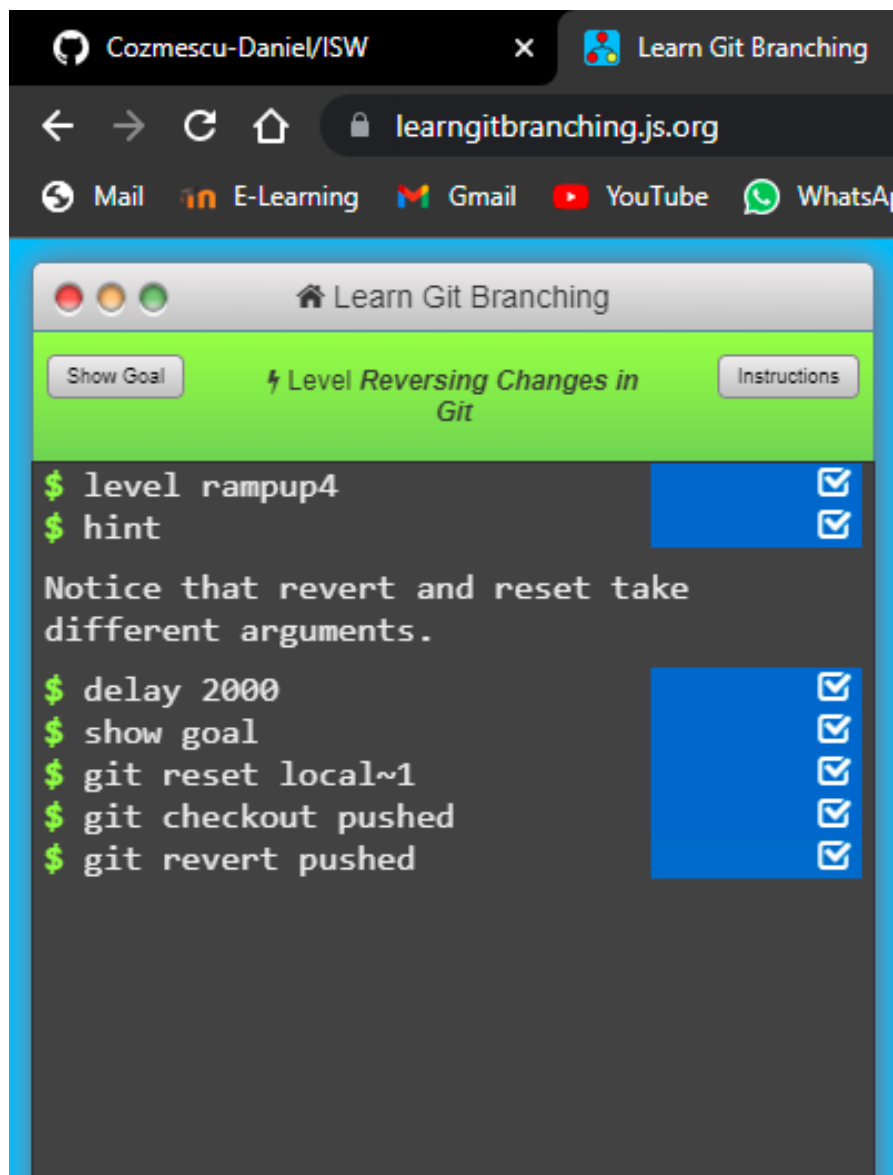 Cozmescu-Daniel/ISW × Learn Git Branching
learngitbranching.js.org
Mail E-Learning Gmail YouTube WhatsA
Learn Git Branching
Show Goal Level Reversing Changes in Instructions
Git
$ level rampup4
$ hint
Notice that revert and reset take
different arguments.
$ delay 2000
$ show goal
$ git reset local~1
$ git checkout pushed
$ git revert pushed